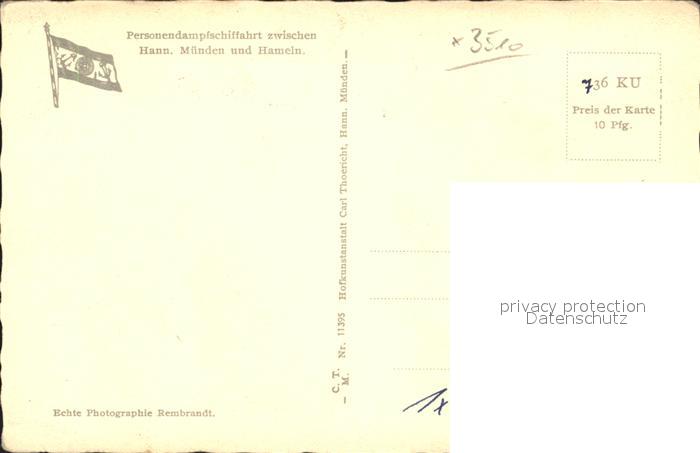 Personendampfschiffahrt zwischen
Hann. Münden und Hameln.
x 3510
736 KU
Preis der Karte
10 Pfg.
C. T. M. Nr. 11395 Hofkunstanstalt Carl Thoericht, Hann. Münden.
privacy protection
Datenschutz
1x
Echte Photographie Rembrandt.